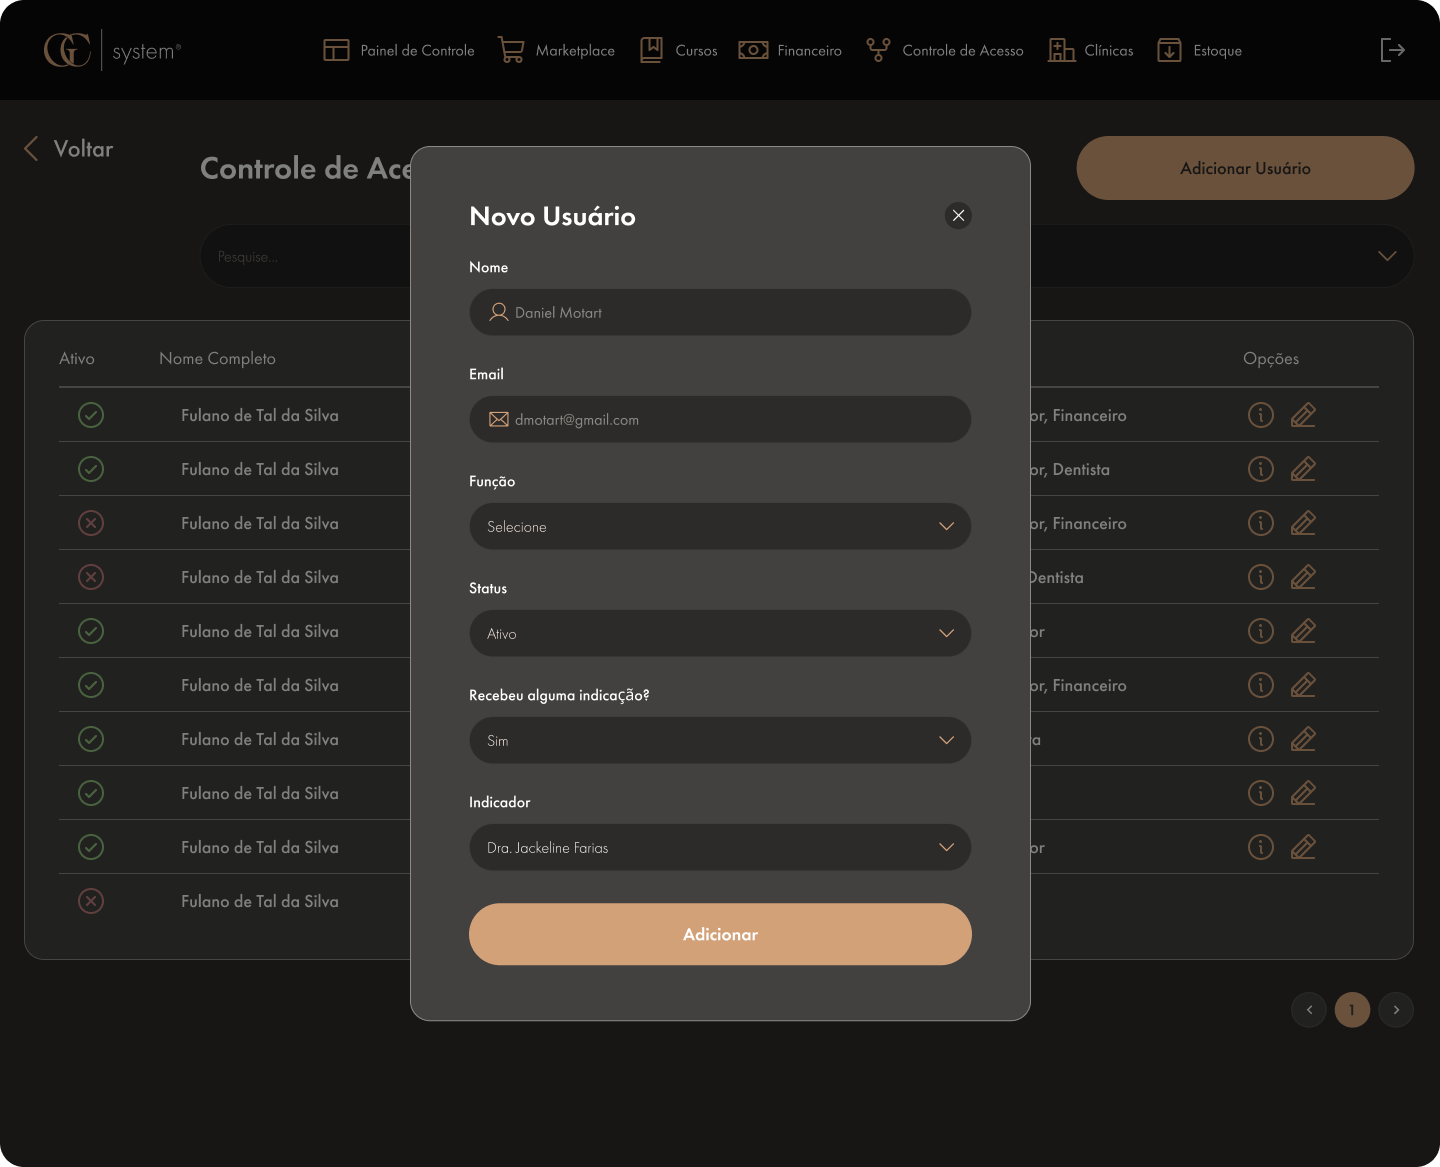 GC system®
Painel de Controle
Marketplace
Cursos
Financeiro
Controle de Acesso
Clínicas
Estoque
Voltar
Controle de Ace
Adicionar Usuário
Pesquise...
Ativo
Nome Completo
Opções
Fulano de Tal da Silva
or, Financeiro
Fulano de Tal da Silva
or, Dentista
Fulano de Tal da Silva
or, Financeiro
Fulano de Tal da Silva
Dentista
Fulano de Tal da Silva
or
Fulano de Tal da Silva
or, Financeiro
Fulano de Tal da Silva
a
Fulano de Tal da Silva
Fulano de Tal da Silva
or
Fulano de Tal da Silva
1
Novo Usuário
Nome
Daniel Motart
Email
dmotart@gmail.com
Função
Selecione
Status
Ativo
Recebeu alguma indicação?
Sim
Indicador
Dra. Jackeline Farias
Adicionar